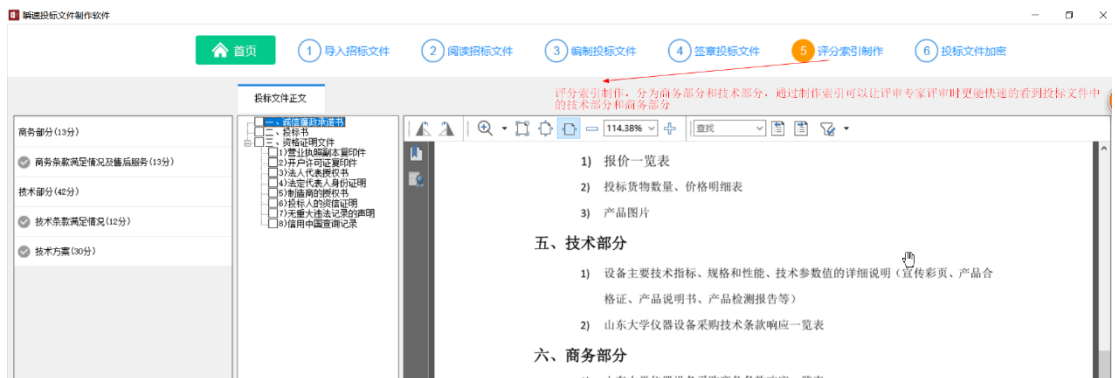 瞬速投标文件制作软件
首页
1 导入招标文件
2 阅读招标文件
3 编制投标文件
4 签章投标文件
5 评分索引制作
6 投标文件加密
评分索引制作，分为商务部分和技术部分，通过制作索引可以让评审专家评审时更能快速的看到投标文件中
的技术部分和商务部分
投标文件正文
商务部分(13分)
商务条款满足情况及售后服务(13分)
技术部分(42分)
技术条款满足情况(12分)
技术方案(30分)
一、诚信廉政承诺书
二、投标书
三、资格证明文件
1)营业执照副本复印件
2)开户许可证复印件
3)法人代表授权书
4)法定代表人身份证明
5)制造商的授权书
6)投标人的资信证明
7)无重大违法记录的声明
8)信用中国查询记录
114.38%
查找
1) 报价一览表
2) 投标货物数量、价格明细表
3) 产品图片
五、技术部分
1) 设备主要技术指标、规格和性能、技术参数值的详细说明（宣传彩页、产品合
格证、产品说明书、产品检测报告等）
2) 山东大学仪器设备采购技术条款响应一览表
六、商务部分